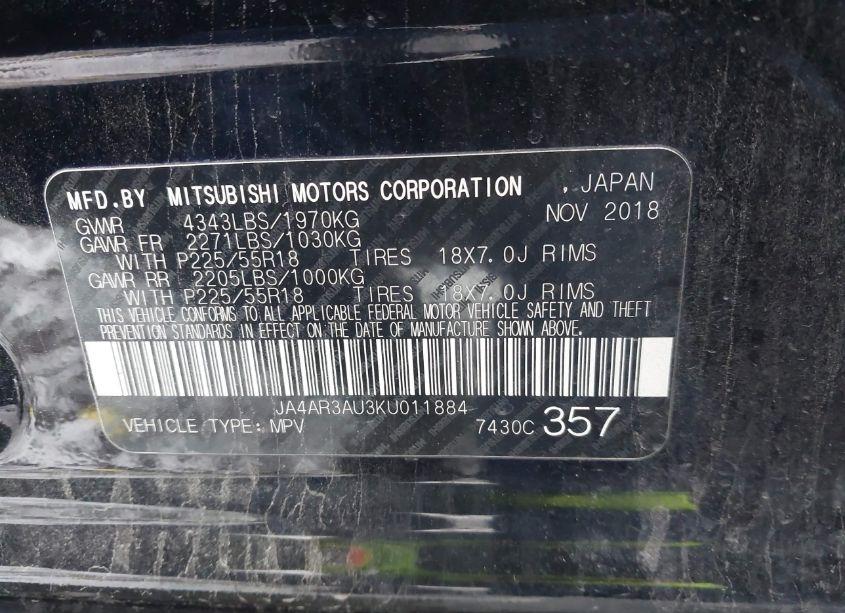 MFD.BY MITSUBISHI MOTORS CORPORATION , JAPAN
GVWR 4343LBS/1970KG NOV 2018
GAWR FR 2271LBS/1030KG
WITH P225/55R18 TIRES 18X7.0J RIMS
GAWR RR 2205LBS/1000KG
WITH P225/55R18 TIRES 18X7.0J RIMS
THIS VEHICLE CONFORMS TO ALL APPLICABLE FEDERAL MOTOR VEHICLE SAFETY AND THEFT
PREVENTION STANDARDS IN EFFECT ON THE DATE OF MANUFACTURE SHOWN ABOVE.
JA4AR3AU3KU011884
VEHICLE TYPE: MPV 7430C 357